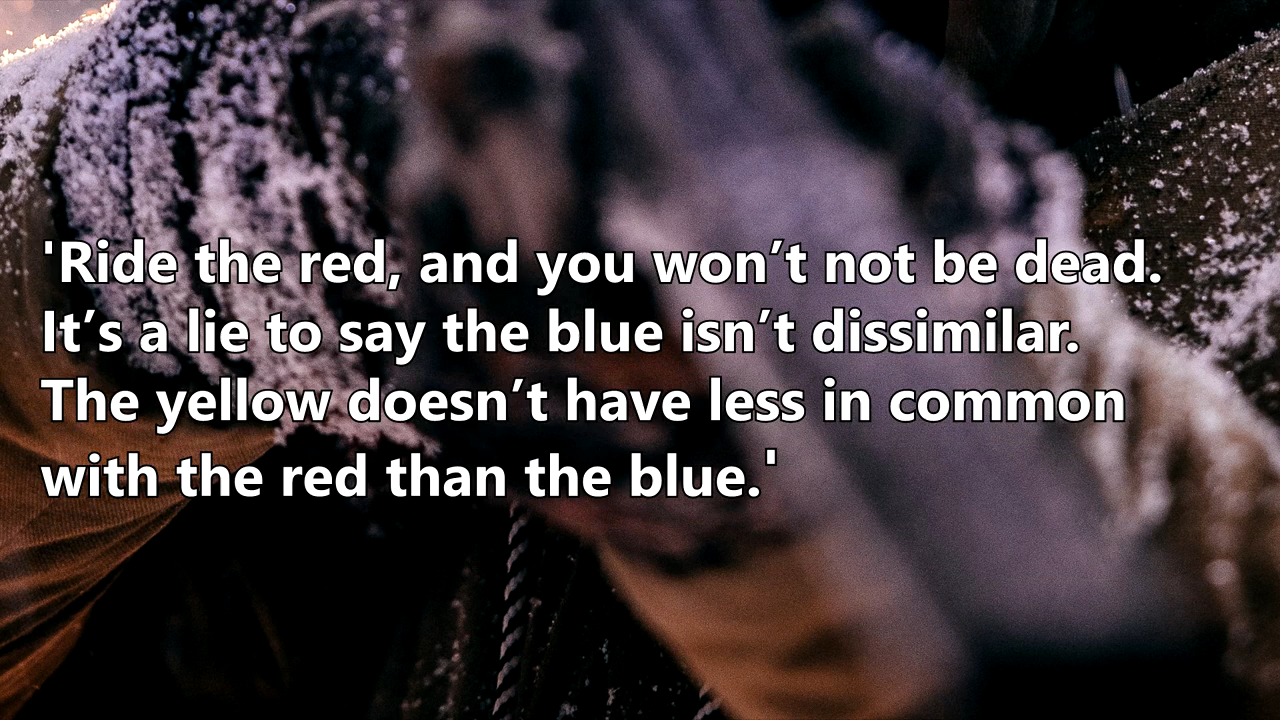 'Ride the red, and you won’t not be dead.
It’s a lie to say the blue isn’t dissimilar.
The yellow doesn’t have less in common
with the red than the blue.'